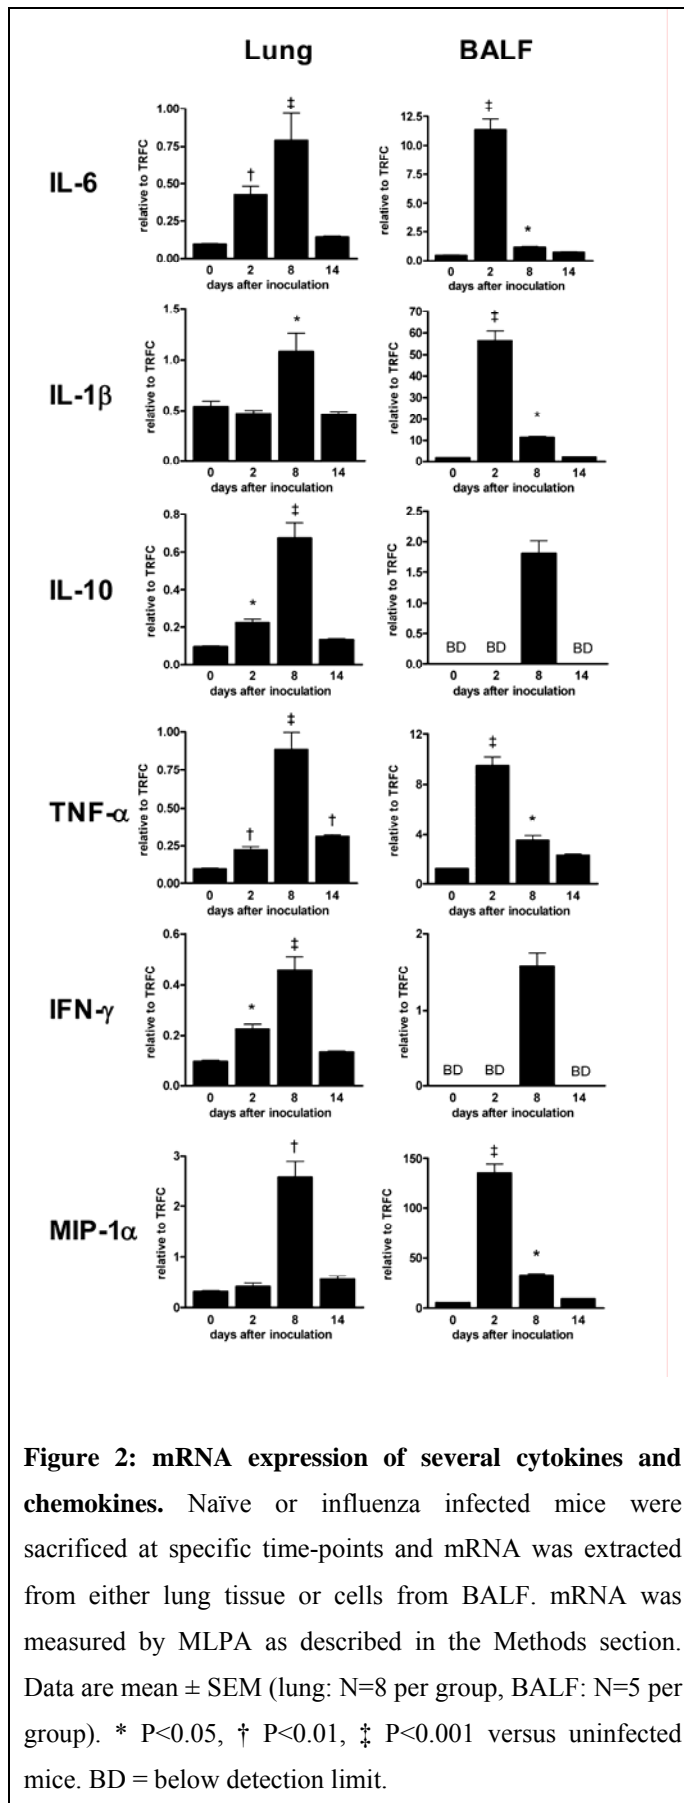 Lung BALF
IL-6
relative to TRFC
1.00
0.75
0.50
0.25
0.00
† ‡
0 2 8 14
days after inoculation
relative to TRFC
12.5
10.0
7.5
5.0
2.5
0.0
‡ *
0 2 8 14
days after inoculation
IL-1β
relative to TRFC
1.5
1.0
0.5
0.0
*
0 2 8 14
days after inoculation
relative to TRFC
70
60
50
40
30
20
10
0
‡ *
0 2 8 14
days after inoculation
IL-10
relative to TRFC
0.8
0.6
0.4
0.2
0.0
* ‡
0 2 8 14
days after inoculation
relative to TRFC
2.5
2.0
1.5
1.0
0.5
0.0
BD BD BD
0 2 8 14
days after inoculation
TNF-α
relative to TRFC
1.00
0.75
0.50
0.25
0.00
† ‡ †
0 2 8 14
days after inoculation
relative to TRFC
12
8
4
0
‡ *
0 2 8 14
days after inoculation
IFN-γ
relative to TRFC
0.6
0.4
0.2
0.0
* ‡
0 2 8 14
days after inoculation
relative to TRFC
2
1
0
BD BD BD
0 2 8 14
days after inoculation
MIP-1α
relative to TRFC
3
2
1
0
†
0 2 8 14
days after inoculation
relative to TRFC
150
100
50
0
‡ *
0 2 8 14
days after inoculation
Figure 2: mRNA expression of several cytokines and
chemokines. Naïve or influenza infected mice were
sacrificed at specific time-points and mRNA was extracted
from either lung tissue or cells from BALF. mRNA was
measured by MLPA as described in the Methods section.
Data are mean ± SEM (lung: N=8 per group, BALF: N=5 per
group). * P<0.05, † P<0.01, ‡ P<0.001 versus uninfected
mice. BD = below detection limit.